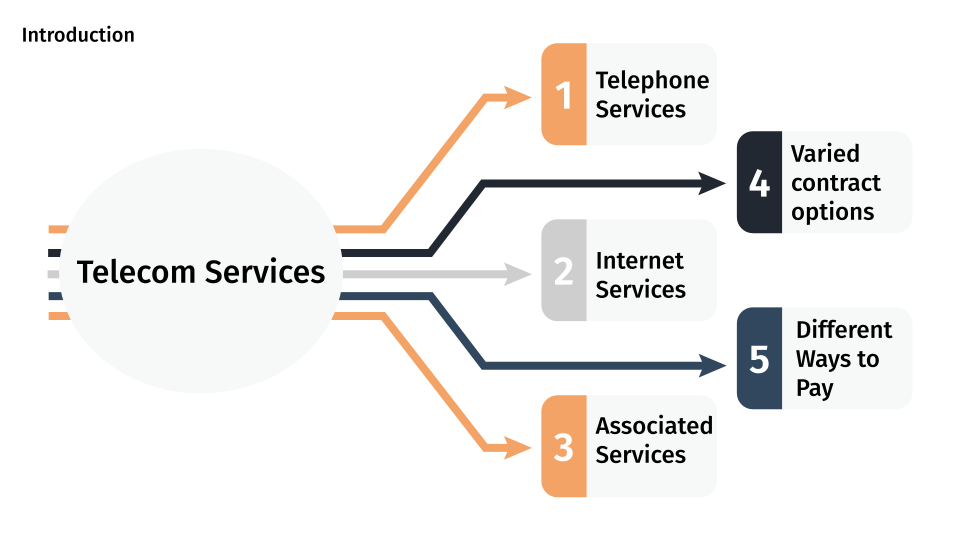 Introduction
Telecom Services
1
Telephone
Services
2
Internet
Services
3
Associated
Services
4
Varied
contract
options
5
Different
Ways to
Pay